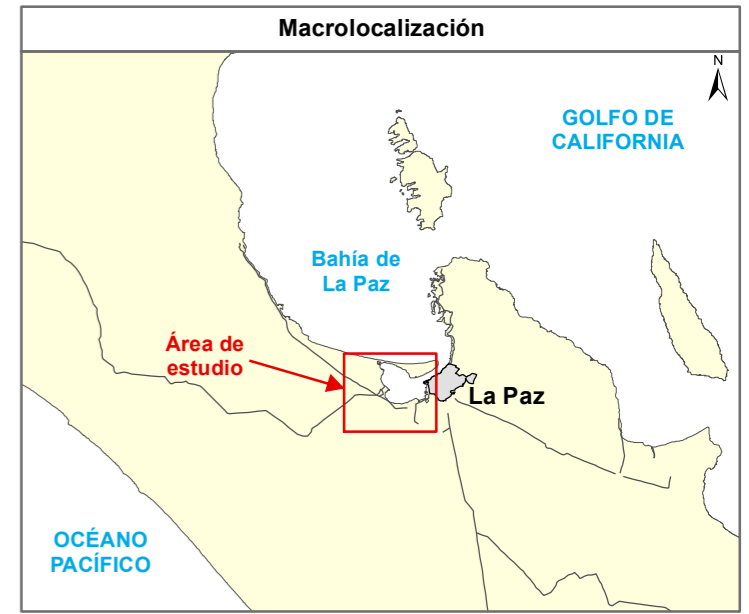 Macrolocalización
N
GOLFO DE
CALIFORNIA
Bahía de
La Paz
Área de
estudio
La Paz
OCÉANO
PACÍFICO